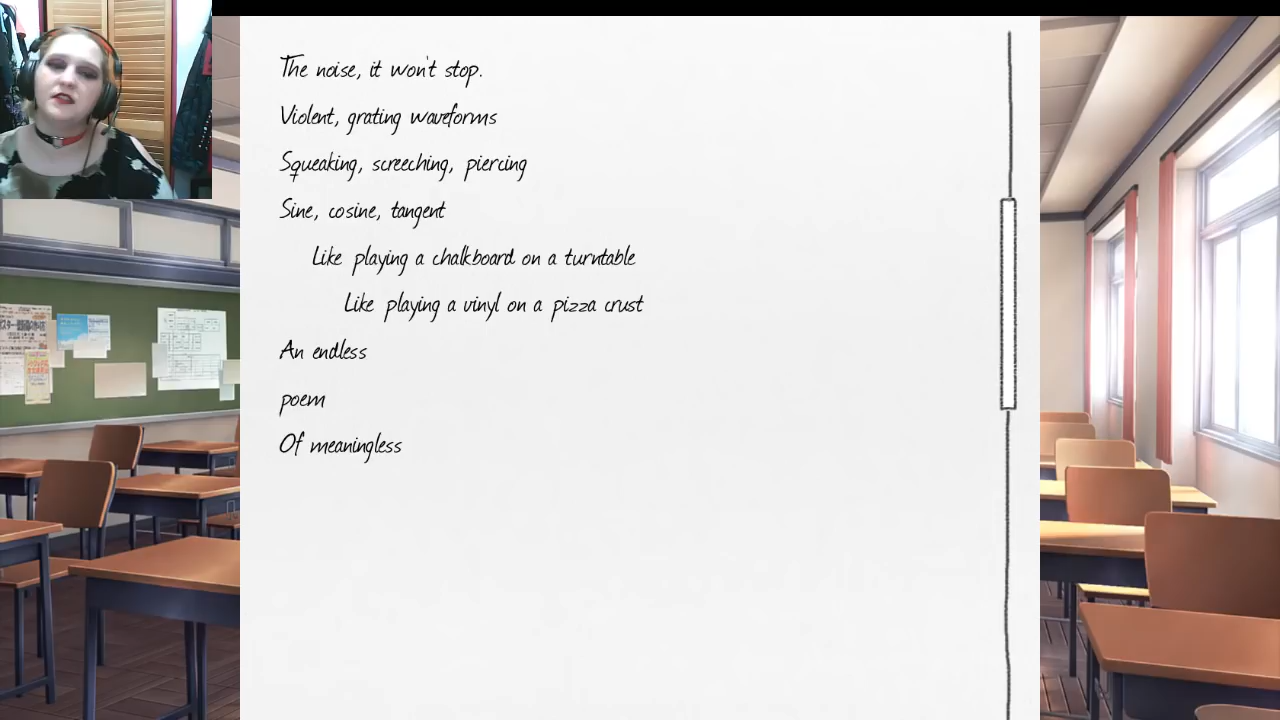 The noise, it won't stop.
Violent, grating waveforms
Squeaking, screeching, piercing
Sine, cosine, tangent
Like playing a chalkboard on a turntable
Like playing a vinyl on a pizza crust
An endless
poem
Of meaningless